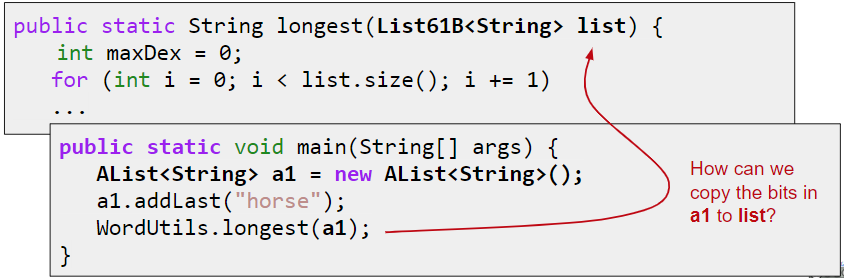 public static String longest(List61B<String> list) {
int maxDex = 0;
for (int i = 0; i < list.size(); i += 1)
...
public static void main(String[] args) {
AList<String> a1 = new AList<String>();
a1.addLast("horse");
WordUtils.longest(a1);
}
How can we
copy the bits in
a1 to list?